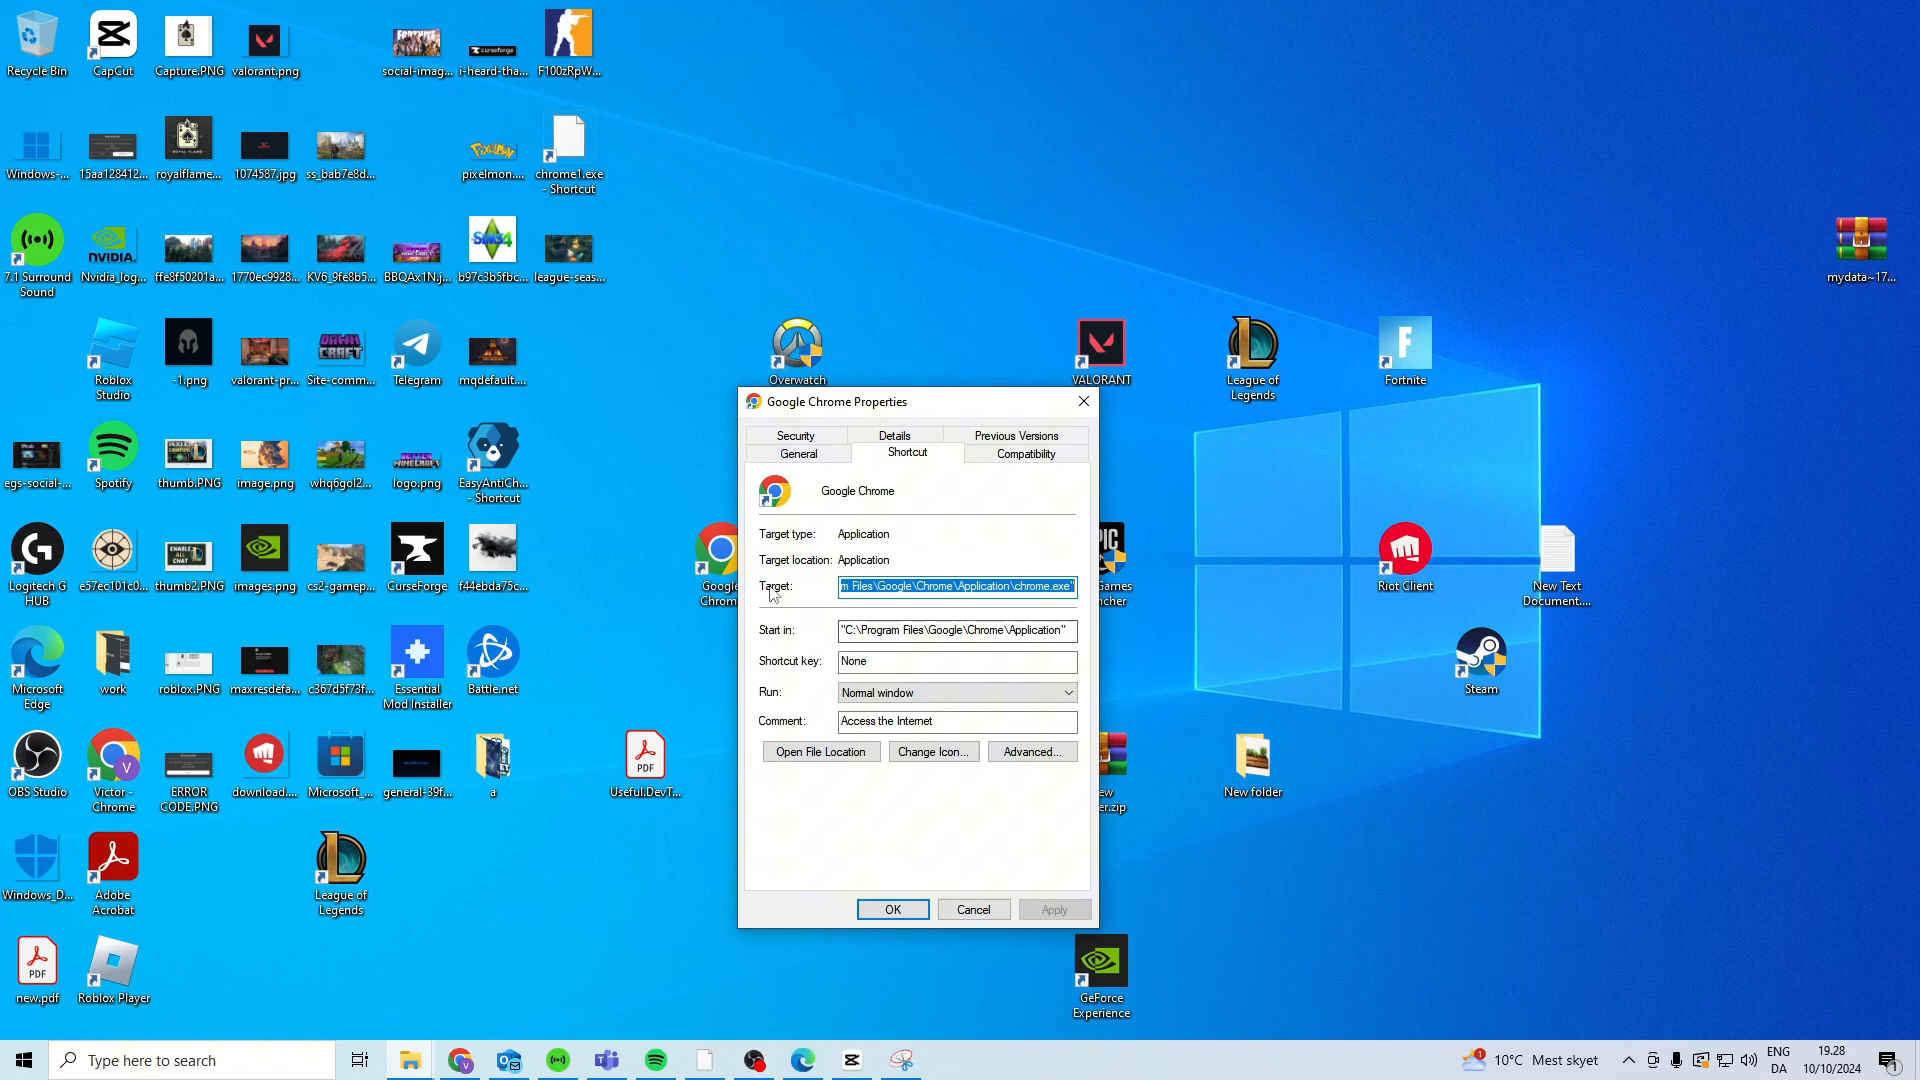 Recycle Bin
CapCut
Capture.PNG
valorant.png
social-imag...
i-heard-tha...
F100zRpW...
Windows-...
15aa128412...
royalflame...
1074587.jpg
ss_bab7e8d...
pixelmon....
chrome1.exe
- Shortcut
7.1 Surround
Sound
Nvidia_log...
ffe8f50201a...
1770ec9928...
KV6_9fe8b5...
BBQAx1N.j...
b97c3b5fbc...
league-seas...
mydata~17...
Roblox
Studio
-1.png
valorant-pr...
Site-comm...
Telegram
mqdefault....
Overwatch
VALORANT
League of
Legends
Fortnite
egs-social-...
Spotify
thumb.PNG
image.png
whq6gol2...
logo.png
EasyAntiCh...
- Shortcut
Logitech G
HUB
e57ec101c0...
thumb2.PNG
images.png
cs2-gamep...
CurseForge
f44ebda75c...
Google
Chrom
Games
ncher
Riot Client
New Text
Document....
Microsoft
Edge
work
roblox.PNG
maxresdefa...
c367d5f73f...
Essential
Mod Installer
Battle.net
Steam
OBS Studio
Victor -
Chrome
ERROR
CODE.PNG
download....
Microsoft_...
general-39f...
a
Useful.DevT...
ew
er.zip
New folder
Windows_D...
Adobe
Acrobat
League of
Legends
new.pdf
Roblox Player
GeForce
Experience
Google Chrome Properties
Security
Details
Previous Versions
General
Shortcut
Compatibility
Google Chrome
Target type: Application
Target location: Application
Target: m Files\Google\Chrome\Application\chrome.exe"
Start in: "C:\Program Files\Google\Chrome\Application"
Shortcut key: None
Run: Normal window
Comment: Access the Internet
Open File Location
Change Icon...
Advanced...
OK
Cancel
Apply
Type here to search
10°C Mest skyet
ENG
DA
19.28
10/10/2024